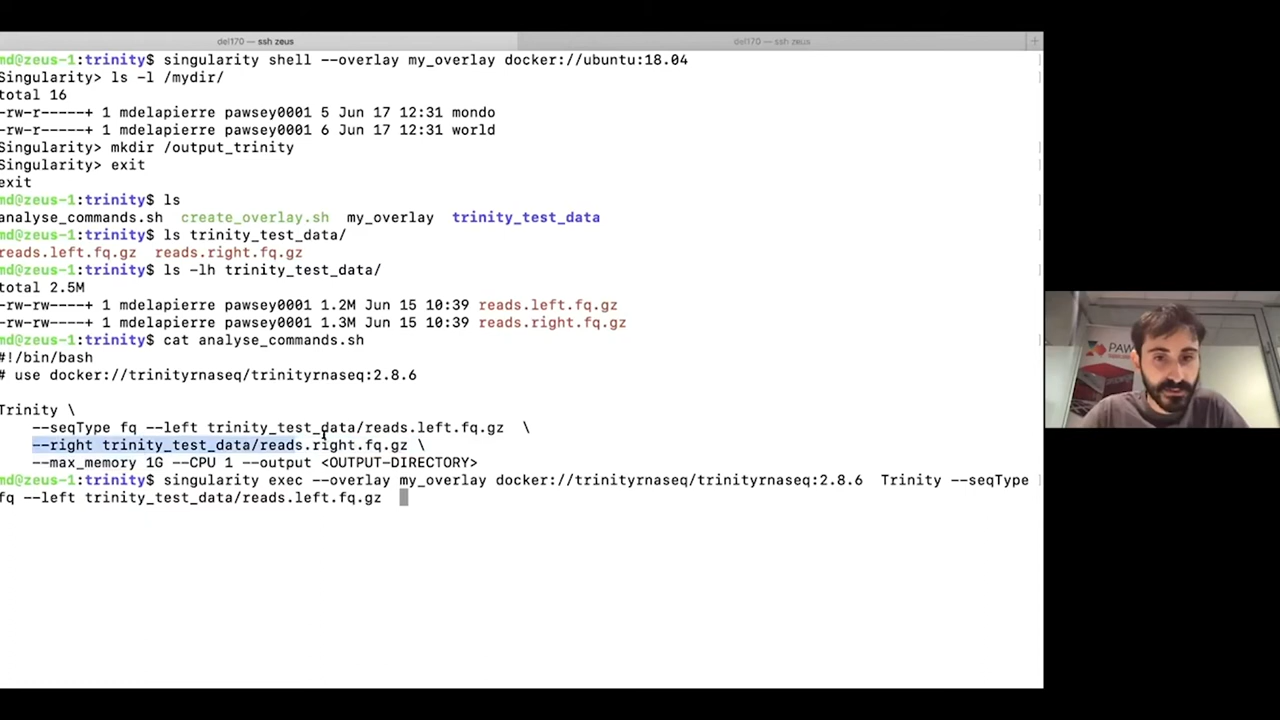 del170 — ssh zeus
del170 — ssh zeus
+
md@zeus-1:trinity$ singularity shell --overlay my_overlay docker://ubuntu:18.04
Singularity> ls -l /mydir/
total 16
-rw-r-----+ 1 mdelapierre pawsey0001 5 Jun 17 12:31 mondo
-rw-r-----+ 1 mdelapierre pawsey0001 6 Jun 17 12:31 world
Singularity> mkdir /output_trinity
Singularity> exit
exit
md@zeus-1:trinity$ ls
analyse_commands.sh  create_overlay.sh  my_overlay  trinity_test_data
md@zeus-1:trinity$ ls trinity_test_data/
reads.left.fq.gz  reads.right.fq.gz
md@zeus-1:trinity$ ls -lh trinity_test_data/
total 2.5M
-rw-rw----+ 1 mdelapierre pawsey0001 1.2M Jun 15 10:39 reads.left.fq.gz
-rw-rw----+ 1 mdelapierre pawsey0001 1.3M Jun 15 10:39 reads.right.fq.gz
md@zeus-1:trinity$ cat analyse_commands.sh
#!/bin/bash
# use docker://trinityrnaseq/trinityrnaseq:2.8.6
Trinity \
--seqType fq --left trinity_test_data/reads.left.fq.gz  \
--right trinity_test_data/reads.right.fq.gz \
--max_memory 1G --CPU 1 --output <OUTPUT-DIRECTORY>
md@zeus-1:trinity$ singularity exec --overlay my_overlay docker://trinityrnaseq/trinityrnaseq:2.8.6  Trinity --seqType
fq --left trinity_test_data/reads.left.fq.gz
PAW